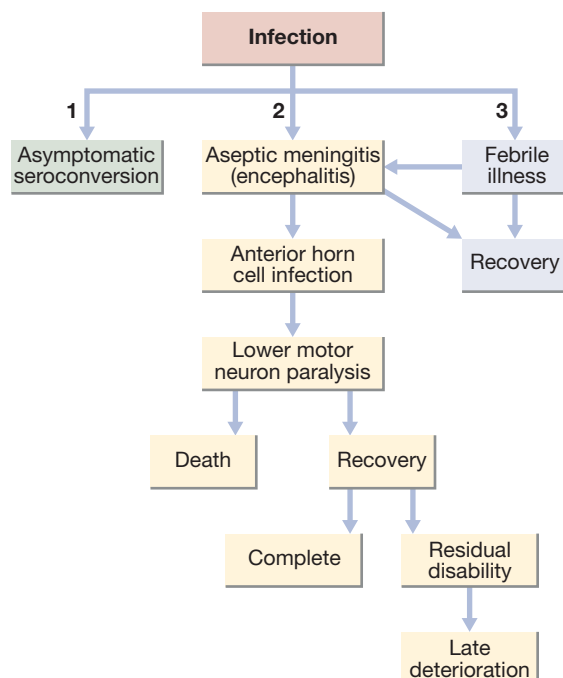 Infection
1
2
3
Asymptomatic
seroconversion
Aseptic meningitis
(encephalitis)
Febrile
illness
Anterior horn
cell infection
Recovery
Lower motor
neuron paralysis
Death
Recovery
Complete
Residual
disability
Late
deterioration